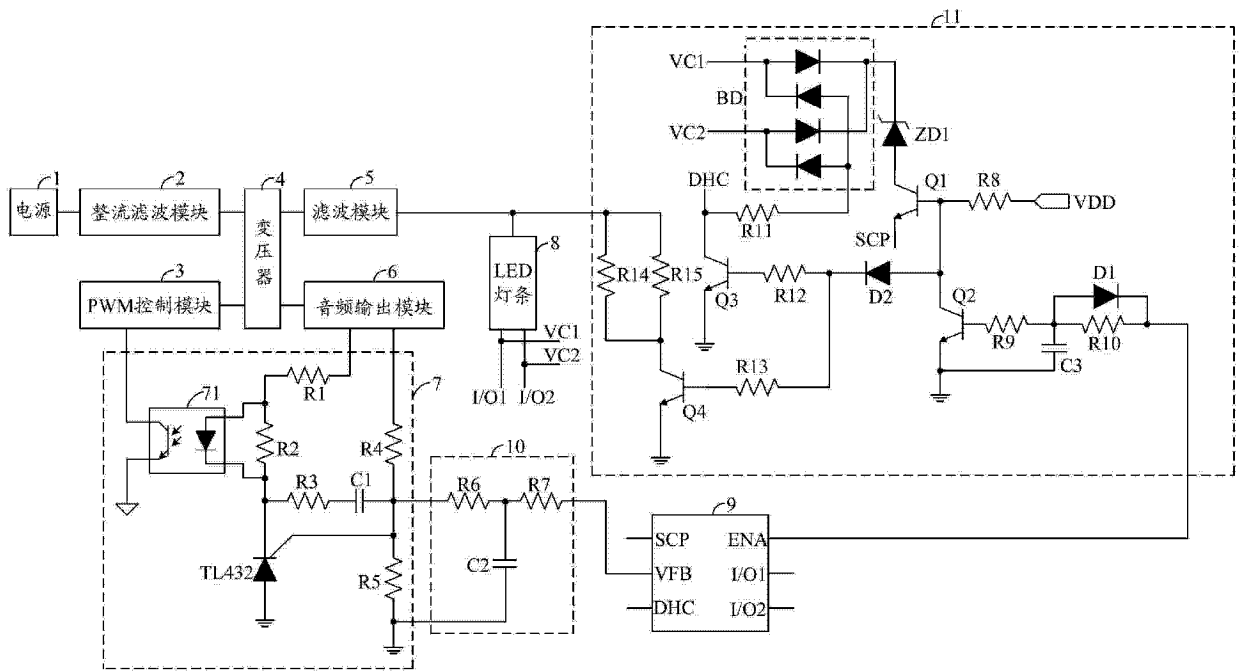 11
VC1
BD
VC2
ZD1
DHC
Q1
R8
VDD
R11
SCP
1
电源
2
整流滤波模块
4
变压器
5
滤波模块
8
LED
灯条
R14
R15
Q3
R12
D2
Q2
D1
3
PWM控制模块
6
音频输出模块
VC1
VC2
I/O1
I/O2
R13
Q4
R9
C3
R10
7
71
R1
R2
R4
R3
C1
10
R6
R7
C2
TL432
R5
9
SCP
ENA
VFB
I/O1
DHC
I/O2